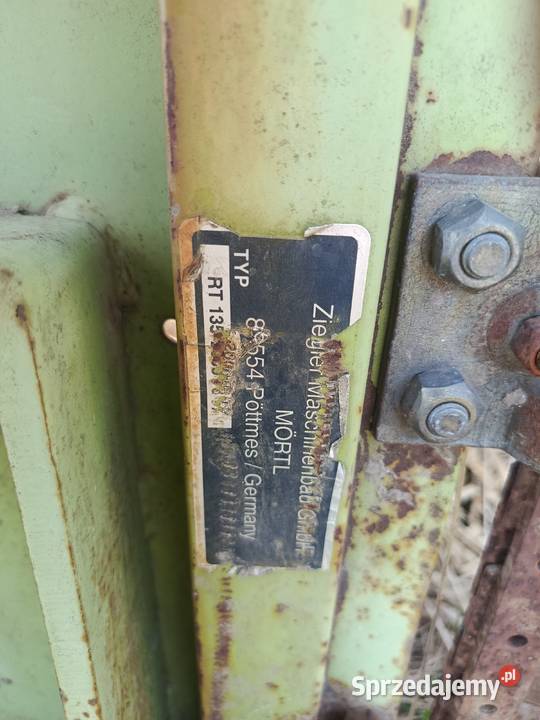 Ziegler Maschinenbau GmbH
MÖRTL
86554 Pöttmes / Germany
TYP
RT 135
Sprzedajemy.pl